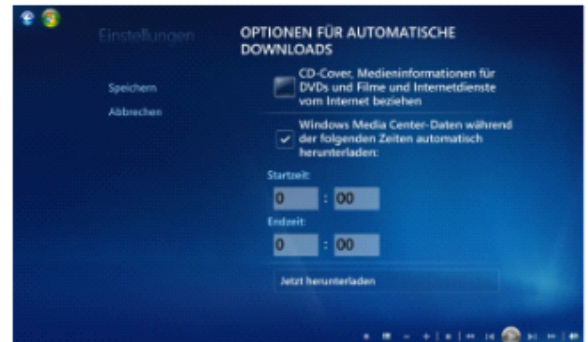 Einstellungen
OPTIONEN FÜR AUTOMATISCHE
DOWNLOADS
CD-Cover, Medieninformationen für
DVDs und Filme und Internetdienste
vom Internet beziehen
Speichern
Abbrechen
Windows Media Center-Daten während
der folgenden Zeiten automatisch
herunterladen:
Startzeit:
0 : 00
Endzeit:
0 : 00
Jetzt herunterladen